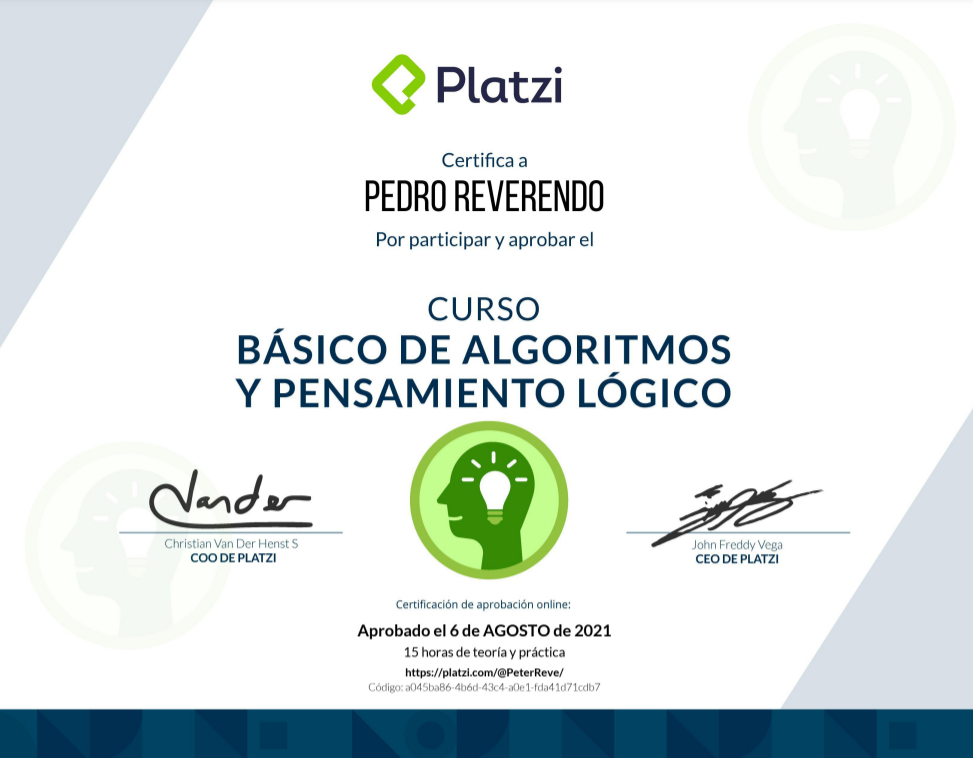 Platzi
Certifica a
PEDRO REVERENDO
Por participar y aprobar el
CURSO
BÁSICO DE ALGORITMOS
Y PENSAMIENTO LÓGICO
Vander
Christian Van Der Henst S
COO DE PLATZI
John Freddy Vega
CEO DE PLATZI
Certificación de aprobación online:
Aprobado el 6 de AGOSTO de 2021
15 horas de teoría y práctica
https://platzi.com/@PeterReve/
Código: a045ba86-4b6d-43c4-a0e1-fda41d71cdb7